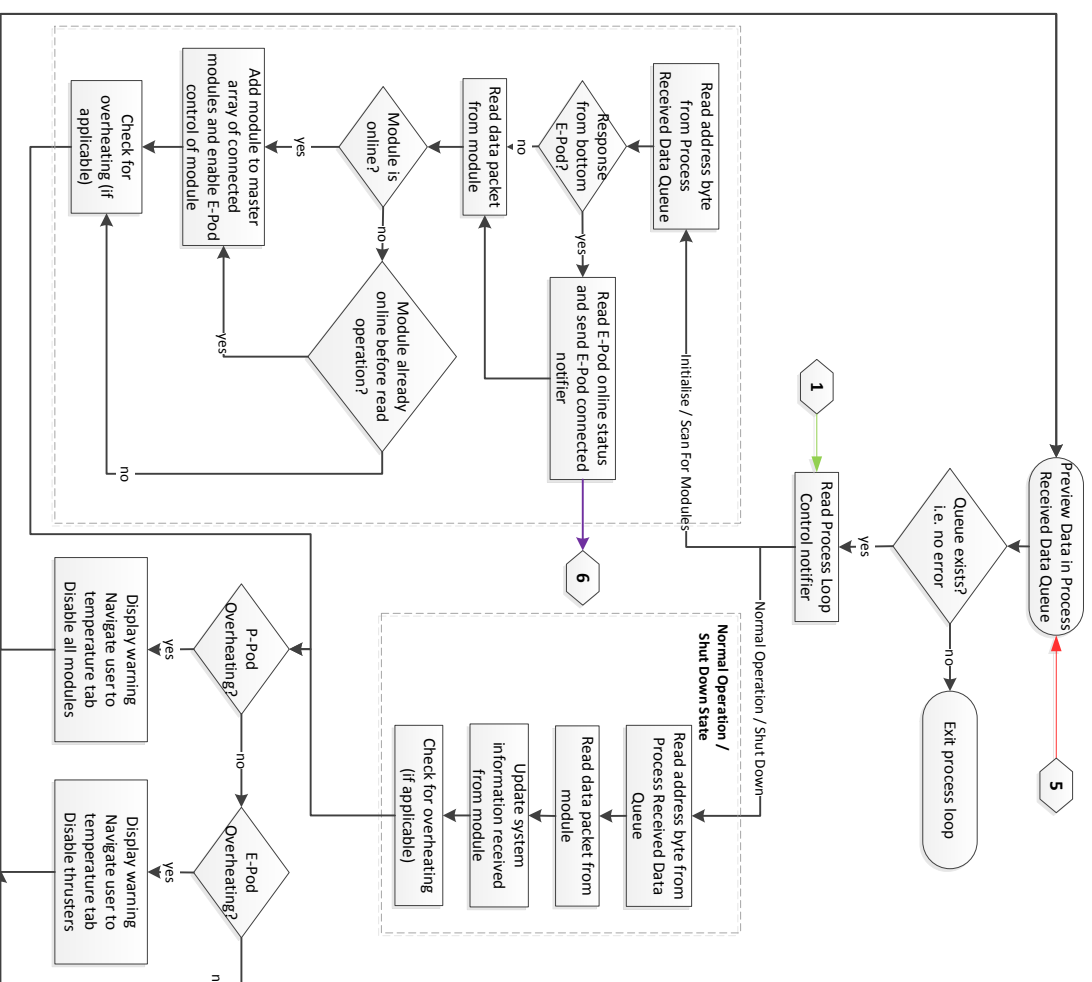 Preview Data in Process
Received Data Queue
5
Queue exists?
i.e. no error
no
Exit process loop
yes
1
Read Process Loop
Control notifier
Initialise / Scan For Modules
Normal Operation / Shut Down
Read address byte
from Process
Received Data Queue
Response
from bottom
E-Pod?
yes
Read E-Pod online status
and send E-Pod connected
notifier
6
no
Read data packet
from module
Module is
online?
no
Module already
online before read
operation?
yes
yes
no
Add module to master
array of connected
modules and enable E-Pod
control of module
Check for
overheating (if
applicable)
Normal Operation /
Shut Down State
Read address byte from
Process Received Data
Queue
Read data packet from
module
Update system
information received
from module
Check for overheating
(if applicable)
P-Pod
Overheating?
no
E-Pod
Overheating?
yes
yes
Display warning
Navigate user to
temperature tab
Disable all modules
Display warning
Navigate user to
temperature tab
Disable thrusters